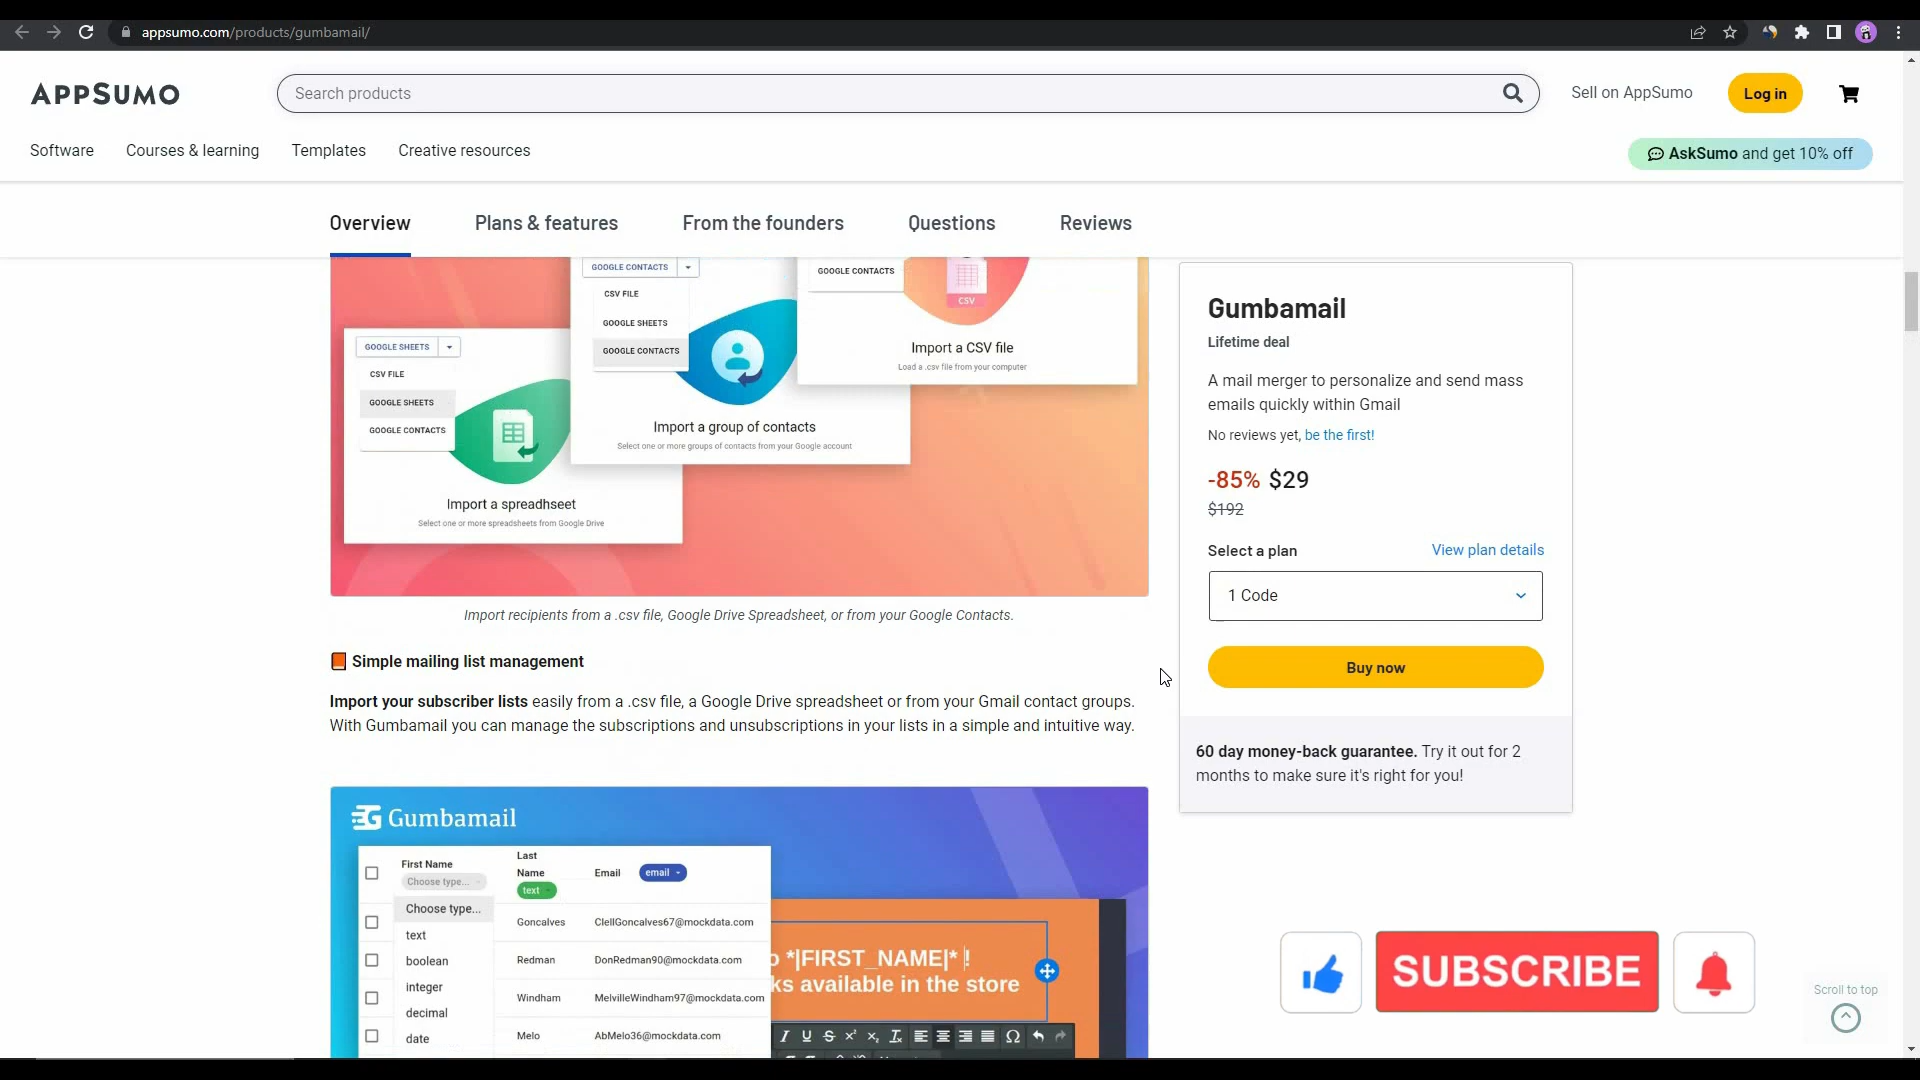 appsumo.com/products/gumbamail/
APPSUMO
Search products
Sell on AppSumo
Log in
Software
Courses & learning
Templates
Creative resources
AskSumo and get 10% off
Overview
Plans & features
From the founders
Questions
Reviews
GOOGLE SHEETS
CSV FILE
GOOGLE SHEETS
GOOGLE CONTACTS
Import a spreadhseet
Select one or more spreadsheets from Google Drive
GOOGLE CONTACTS
CSV FILE
GOOGLE SHEETS
GOOGLE CONTACTS
Import a group of contacts
Select one or more groups of contacts from your Google account
GOOGLE CONTACTS
CSV
Import a CSV file
Load a .csv file from your computer
Import recipients from a .csv file, Google Drive Spreadsheet, or from your Google Contacts.
Simple mailing list management
Import your subscriber lists easily from a .csv file, a Google Drive spreadsheet or from your Gmail contact groups.
With Gumbamail you can manage the subscriptions and unsubscriptions in your lists in a simple and intuitive way.
Gumbamail
First Name
Choose type...
Last
Name
text
Email
email
Choose type...
text
boolean
integer
decimal
date
Goncalves
ClellGoncalves67@mockdata.com
Redman
DonRedman90@mockdata.com
Windham
MelvilleWindham97@mockdata.com
Melo
AbMelo36@mockdata.com
o *|FIRST_NAME|* !
ks available in the store
Gumbamail
Lifetime deal
A mail merger to personalize and send mass
emails quickly within Gmail
No reviews yet, be the first!
-85% $29
$192
Select a plan
View plan details
1 Code
Buy now
60 day money-back guarantee. Try it out for 2
months to make sure it's right for you!
SUBSCRIBE
Scroll to top